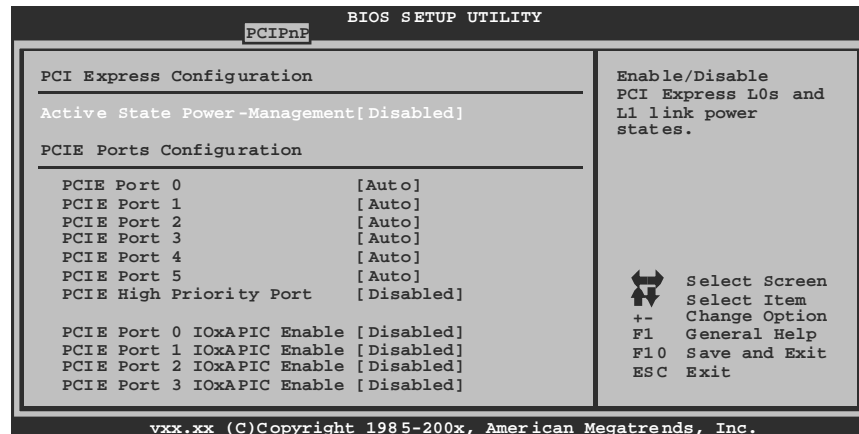 BIOS SETUP UTILITY
PCIPnP
PCI Express Configuration
Active State Power-Management[Disabled]
PCIE Ports Configuration
PCIE Port 0 [Auto]
PCIE Port 1 [Auto]
PCIE Port 2 [Auto]
PCIE Port 3 [Auto]
PCIE Port 4 [Auto]
PCIE Port 5 [Auto]
PCIE High Priority Port [Disabled]
PCIE Port 0 IOxAPIC Enable [Disabled]
PCIE Port 1 IOxAPIC Enable [Disabled]
PCIE Port 2 IOxAPIC Enable [Disabled]
PCIE Port 3 IOxAPIC Enable [Disabled]
Enable/Disable
PCI Express L0s and
L1 link power
states.
Select Screen
Select Item
+- Change Option
F1 General Help
F10 Save and Exit
ESC Exit
vxx.xx (C)Copyright 1985-200x, American Megatrends, Inc.